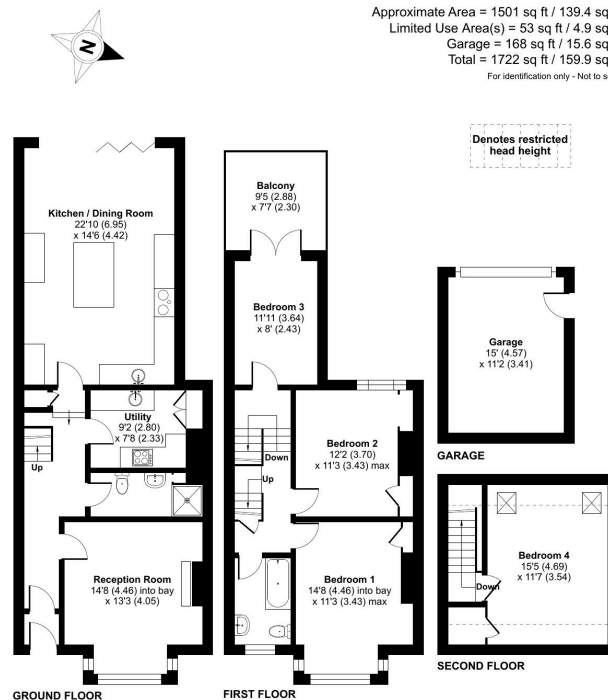 Approximate Area = 1501 sq ft / 139.4 sq
Limited Use Area(s) = 53 sq ft / 4.9 sq
Garage = 168 sq ft / 15.6 sq
Total = 1722 sq ft / 159.9 sq
For identification only - Not to s
N
Denotes restricted
head height
Kitchen / Dining Room
22'10 (6.95)
x 14'6 (4.42)
Utility
9'2 (2.80)
x 7'8 (2.33)
Up
Reception Room
14'8 (4.46) into bay
x 13'3 (4.05)
GROUND FLOOR
Balcony
9'5 (2.88)
x 7'7 (2.30)
Bedroom 3
11'11 (3.64)
x 8' (2.43)
Down
Up
Bedroom 2
12'2 (3.70)
x 11'3 (3.43) max
Bedroom 1
14'8 (4.46) into bay
x 11'3 (3.43) max
FIRST FLOOR
Garage
15' (4.57)
x 11'2 (3.41)
GARAGE
Bedroom 4
15'5 (4.69)
x 11'7 (3.54)
Down
SECOND FLOOR